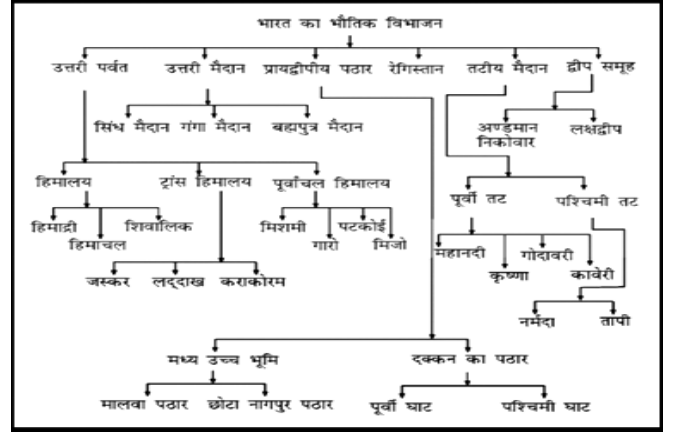 भारत का भौतिक विभाजन
उत्तरी पर्वत उत्तरी मैदान प्रायद्वीपीय पठार रेगिस्तान तटीय मैदान द्वीप समूह
सिंध मैदान गंगा मैदान बह्मपुत्र मैदान अण्डमान निकोवार लक्षद्वीप
हिमालय ट्रांस हिमालय पूर्वांचल हिमालय पूर्वी तट पश्चिमी तट
हिमाद्री हिमाचल शिवालिक मिशमी गारो पटकोई मिजो महानदी कृष्णा गोदावरी कावेरी
जस्कर लद्दाख कराकोरम नर्मदा तापी
मध्य उच्च भूमि दक्कन का पठार
मालवा पठार छोटा नागपुर पठार पूर्वी घाट पश्चिमी घाट